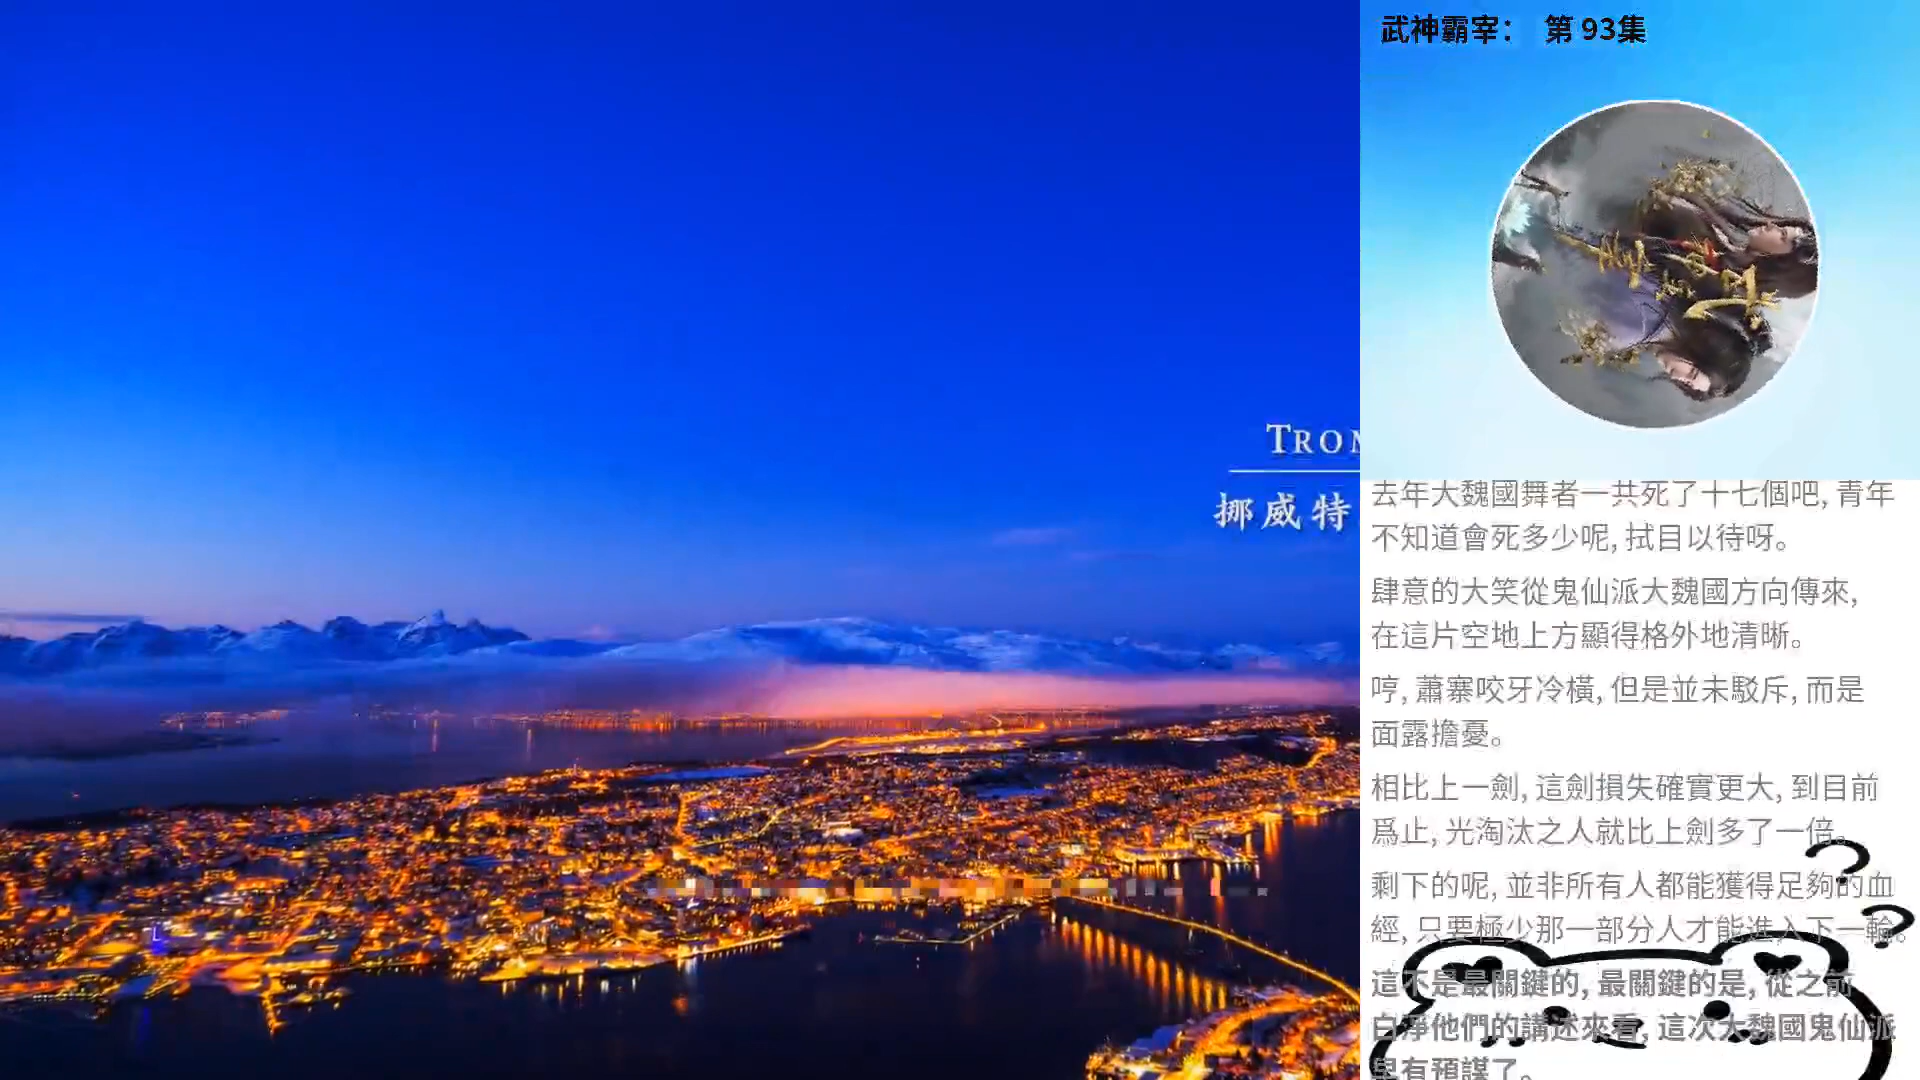 武神霸宰： 第 93集
TROM
挪威特
去年大魏國舞者一共死了十七個吧, 青年
不知道會死多少呢, 拭目以待呀。
肆意的大笑從鬼仙派大魏國方向傳來,
在這片空地上方顯得格外地清晰。
哼, 蕭寨咬牙冷橫, 但是並未駁斥, 而是
面露擔憂。
相比上一劍, 這劍損失確實更大, 到目前
爲止, 光淘汰之人就比上劍多了一倍。
剩下的呢, 並非所有人都能獲得足夠的血
經, 只要極少那一部分人才能進入下一輪。
這不是最關鍵的, 最關鍵的是, 從之前
白淨他們的講述來看, 這次大魏國鬼仙派
早有預謀了。